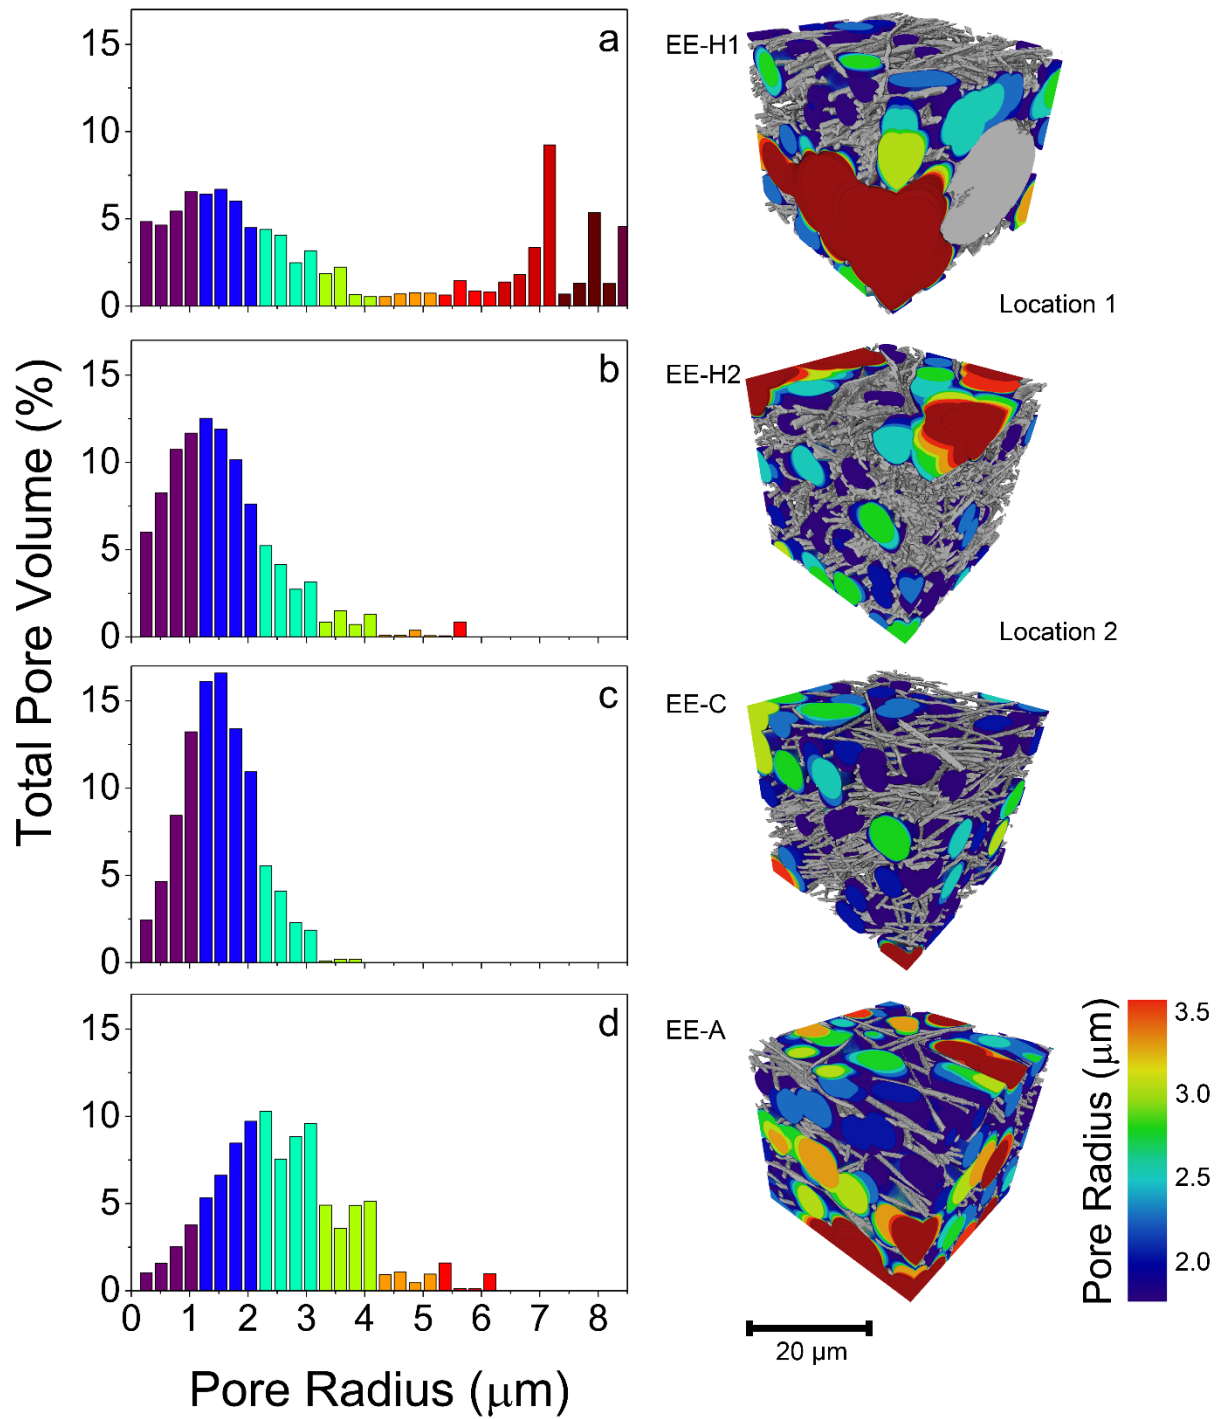 Total Pore Volume (%)
15
10
5
0
a
EE-H1
Location 1
15
10
5
0
b
EE-H2
Location 2
15
10
5
0
c
EE-C
15
10
5
0
d
EE-A
0 1 2 3 4 5 6 7 8
Pore Radius (μm)
20 μm
Pore Radius (μm)
3.5
3.0
2.5
2.0